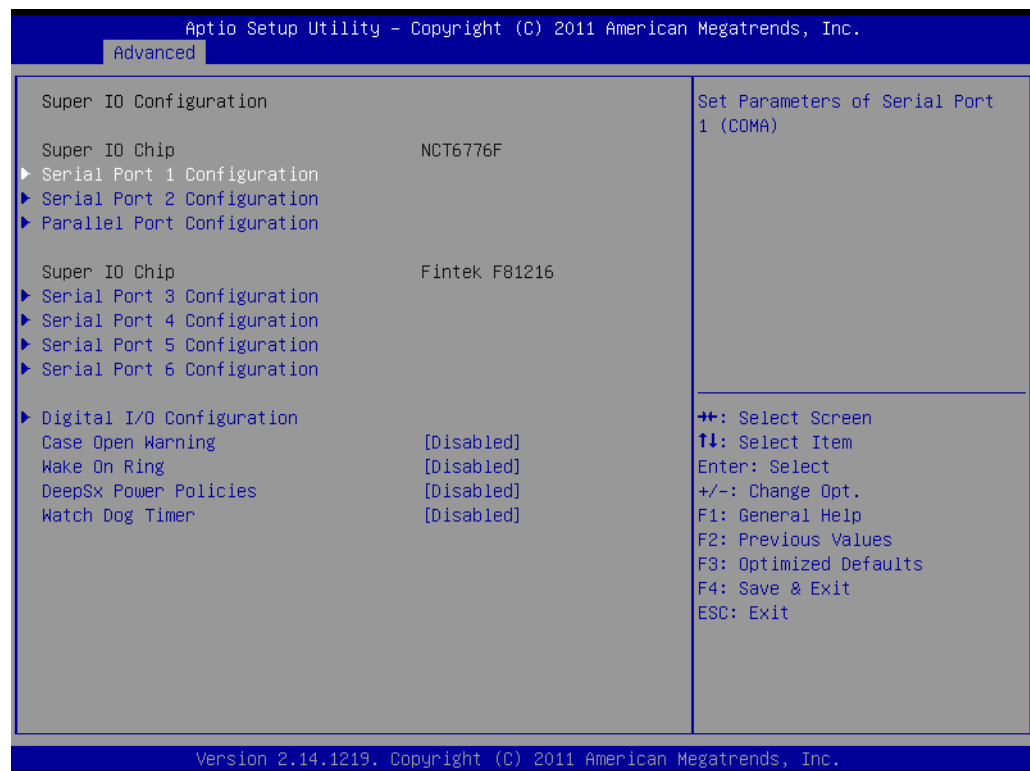 Aptio Setup Utility – Copyright (C) 2011 American Megatrends, Inc.
Advanced
Super IO Configuration
Super IO Chip NCT6776F
► Serial Port 1 Configuration
► Serial Port 2 Configuration
► Parallel Port Configuration
Super IO Chip Fintek F81216
► Serial Port 3 Configuration
► Serial Port 4 Configuration
► Serial Port 5 Configuration
► Serial Port 6 Configuration
► Digital I/O Configuration
Case Open Warning [Disabled]
Wake On Ring [Disabled]
DeepSx Power Policies [Disabled]
Watch Dog Timer [Disabled]
Set Parameters of Serial Port
1 (COMA)
→←: Select Screen
↑↓: Select Item
Enter: Select
+/-: Change Opt.
F1: General Help
F2: Previous Values
F3: Optimized Defaults
F4: Save & Exit
ESC: Exit
Version 2.14.1219. Copyright (C) 2011 American Megatrends, Inc.